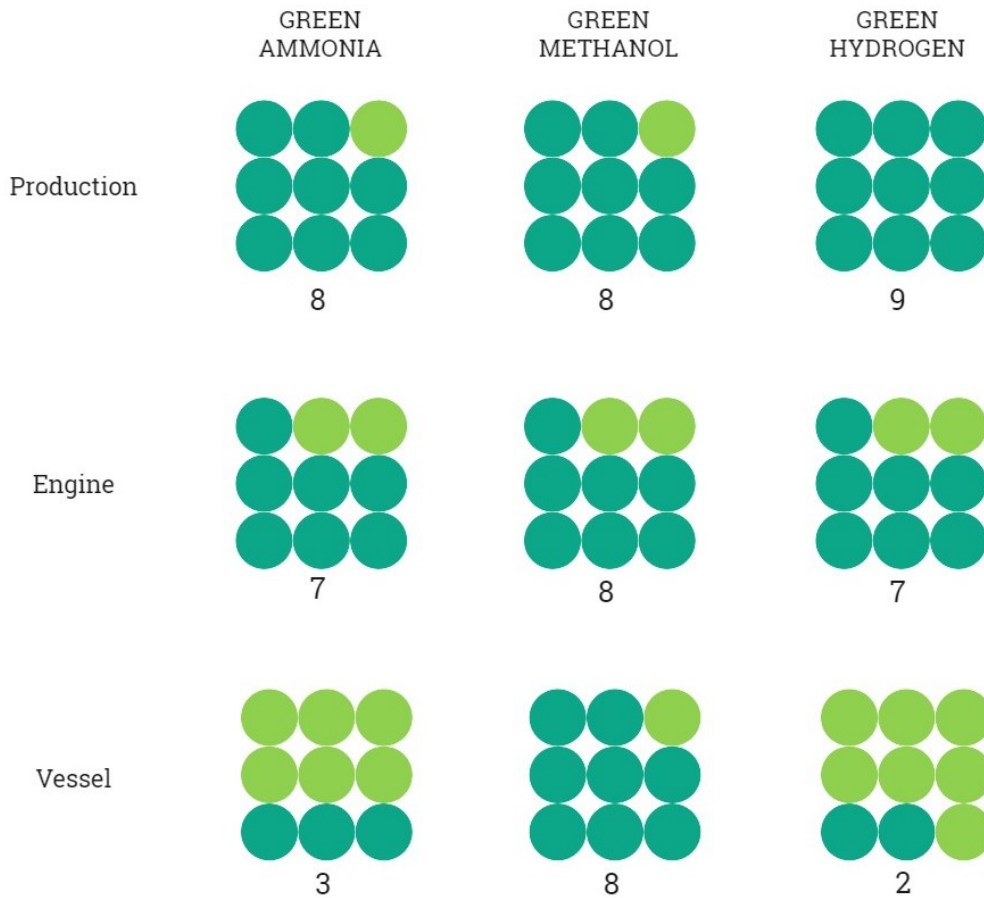 GREEN
AMMONIA
GREEN
METHANOL
GREEN
HYDROGEN
Production
8
8
9
Engine
7
8
7
Vessel
3
8
2